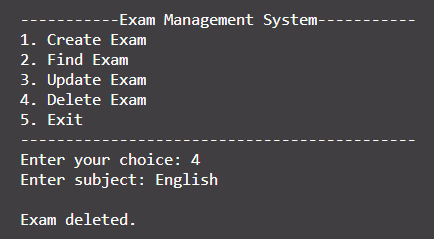 -----------Exam Management System-----------
1. Create Exam
2. Find Exam
3. Update Exam
4. Delete Exam
5. Exit
--------------------------------------------
Enter your choice: 4
Enter subject: English
Exam deleted.